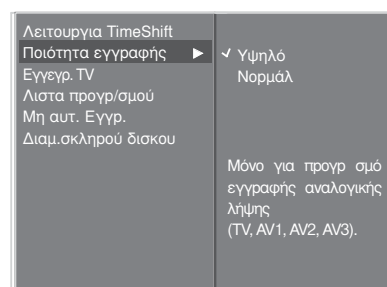 Λειτουργια TimeShift
Ποιότητα εγγραφής
Εγγεγρ. TV
Λιστα προγρ/σμού
Μη αυτ. Εγγρ.
Διαμ.σκληρού δισκου
Υψηλό
Νορμάλ
Μόνο για προγρ σμό
εγγραφής αναλογικής
λήψης
(TV, AV1, AV2, AV3).